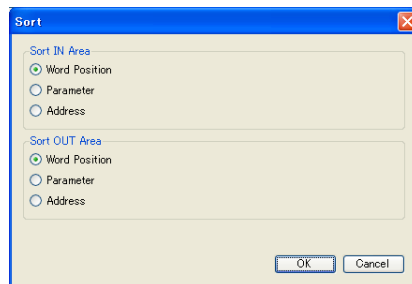 Sort
Sort IN Area
Word Position
Parameter
Address
Sort OUT Area
Word Position
Parameter
Address
OK
Cancel